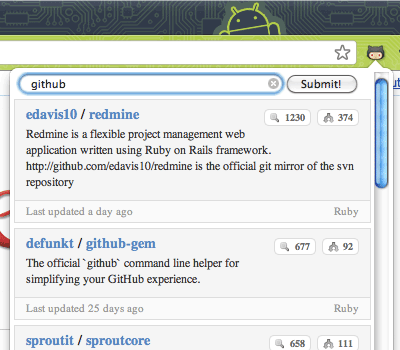 github
Submit!
edavis10 / redmine
1230
374
Redmine is a flexible project management web
application written using Ruby on Rails framework.
http://github.com/edavis10/redmine is the official git mirror of the svn
repository
Last updated a day ago
Ruby
defunkt / github-gem
677
92
The official `github` command line helper for
simplifying your GitHub experience.
Last updated 25 days ago
Ruby
sproutit / sproutcore
658
111